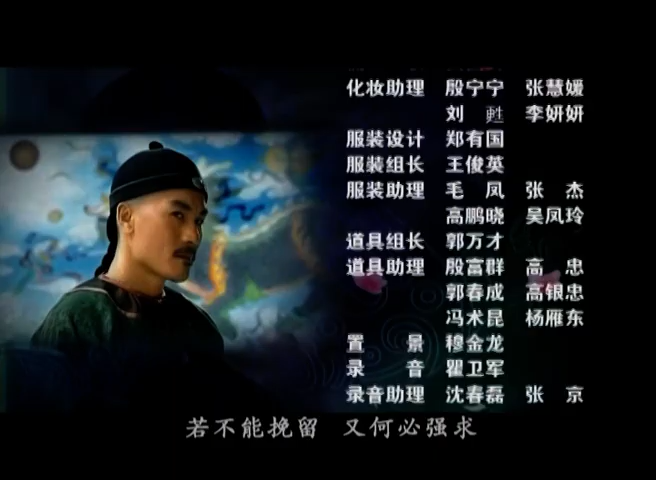 化妆助理 殷宁宁 张慧媛
刘 甦 李妍妍
服装设计 郑有国
服装组长 王俊英
服装助理 毛 凤 张 杰
高鹏晓 吴凤玲
道具组长 郭万才
道具助理 殷富群 高 忠
郭春成 高银忠
冯术昆 杨雁东
置 景 穆金龙
录 音 瞿卫军
录音助理 沈春磊 张 京
若不能挽留 又何必强求